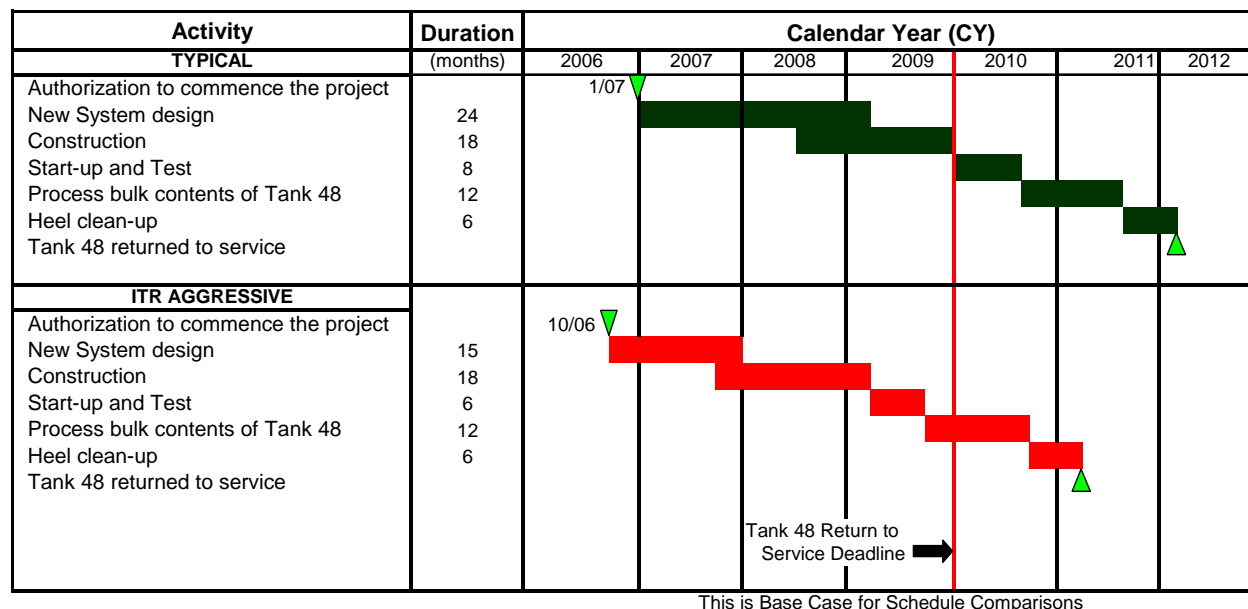 Activity Duration Calendar Year (CY)
TYPICAL (months) 2006 2007 2008 2009 2010 2011 2012
Authorization to commence the project 1/07
New System design 24
Construction 18
Start-up and Test 8
Process bulk contents of Tank 48 12
Heel clean-up 6
Tank 48 returned to service
ITR AGGRESSIVE
Authorization to commence the project 10/06
New System design 15
Construction 18
Start-up and Test 6
Process bulk contents of Tank 48 12
Heel clean-up 6
Tank 48 returned to service
Tank 48 Return to
Service Deadline
This is Base Case for Schedule Comparisons